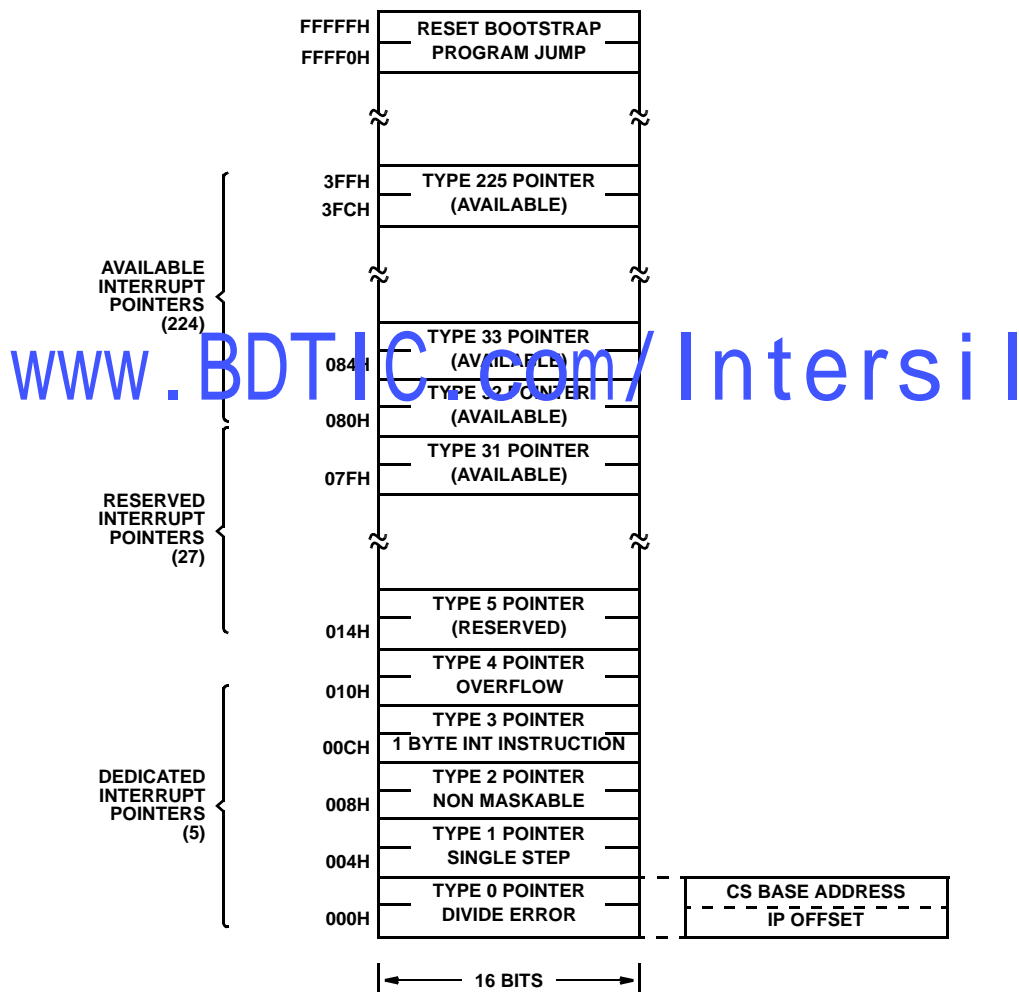 FFFFFH
RESET BOOTSTRAP
PROGRAM JUMP
FFFF0H
3FFH
TYPE 225 POINTER
(AVAILABLE)
3FCH
AVAILABLE
INTERRUPT
POINTERS
(224)
TYPE 33 POINTER
(AVAILABLE)
084H
www.BDTIC.com/Intersil
TYPE 32 POINTER
(AVAILABLE)
080H
TYPE 31 POINTER
(AVAILABLE)
07FH
RESERVED
INTERRUPT
POINTERS
(27)
TYPE 5 POINTER
(RESERVED)
014H
TYPE 4 POINTER
OVERFLOW
010H
TYPE 3 POINTER
1 BYTE INT INSTRUCTION
00CH
DEDICATED
INTERRUPT
POINTERS
(5)
TYPE 2 POINTER
NON MASKABLE
008H
TYPE 1 POINTER
SINGLE STEP
004H
TYPE 0 POINTER
DIVIDE ERROR
000H
CS BASE ADDRESS
IP OFFSET
16 BITS